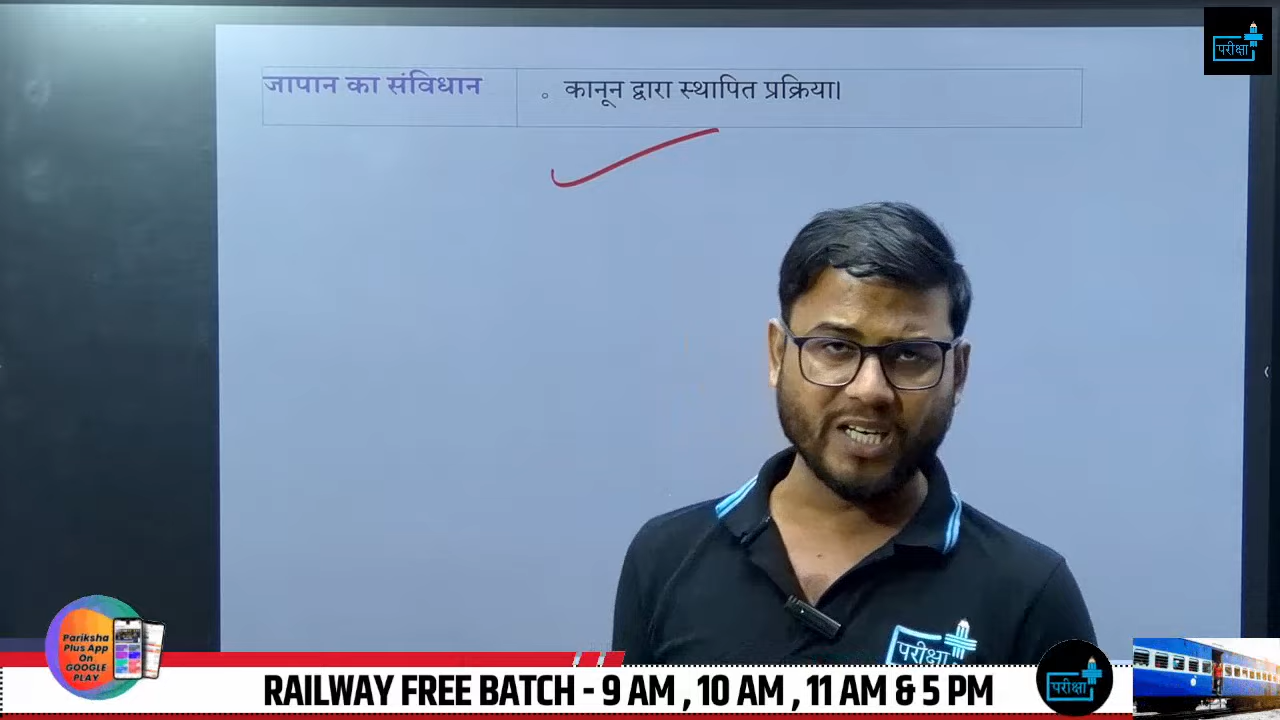 परीक्षा
जापान का संविधान
कानून द्वारा स्थापित प्रक्रिया।
परीक्षा
Pariksha
Plus App
On
GOOGLE
PLAY
RAILWAY FREE BATCH - 9 AM , 10 AM , 11 AM & 5 PM
परीक्षा